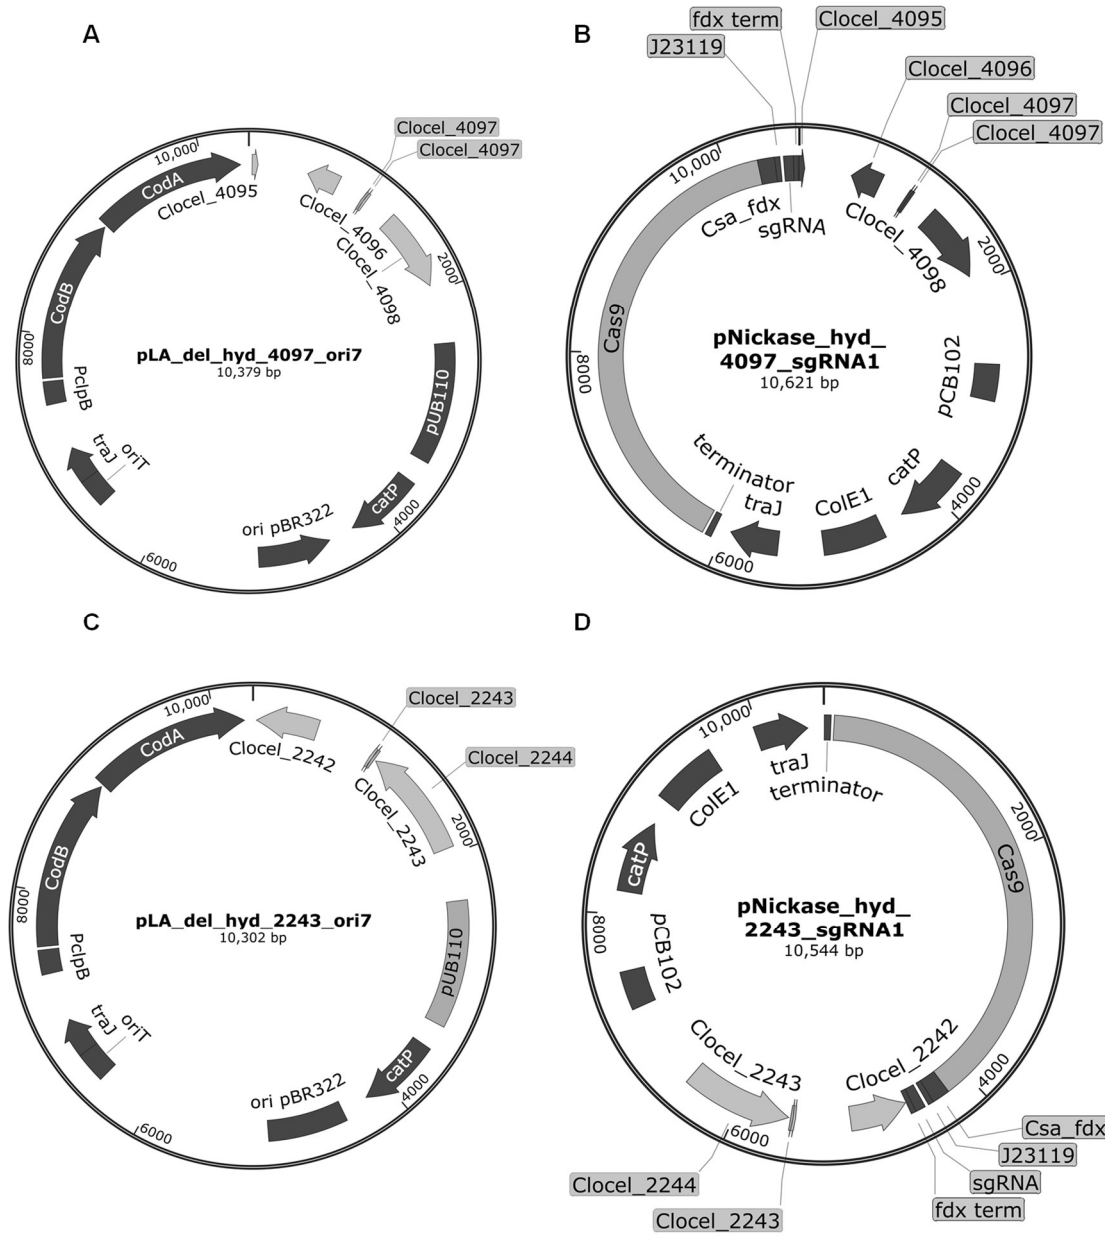 A
10,000
CodA
Clocel_4095
Clocel_4097
Clocel_4097
Clocel_4096
Clocel_4098
2000
CodB
8000
pLA_del_hyd_4097_ori7
10,379 bp
PclpB
pUB110
traJ
oriT
catP
4000
ori pBR322
6000
B
fdx term
Clocel_4095
J23119
Clocel_4096
Clocel_4097
Clocel_4097
10,000
Csa_fdx
sgRNA
Clocel_4098
2000
Cas9
8000
pNickase_hyd_
4097_sgRNA1
10,621 bp
pCB102
terminator
traJ
ColE1
catP
4000
6000
C
10,000
CodA
Clocel_2242
Clocel_2243
Clocel_2244
Clocel_2243
2000
CodB
8000
pLA_del_hyd_2243_ori7
10,302 bp
PclpB
pUB110
traJ
oriT
catP
4000
ori pBR322
6000
D
10,000
traJ
terminator
ColE1
2000
catP
Cas9
8000
pNickase_hyd_
2243_sgRNA1
10,544 bp
pCB102
Clocel_2243
Clocel_2242
4000
6000
Csa_fdx
J23119
sgRNA
fdx term
Clocel_2244
Clocel_2243